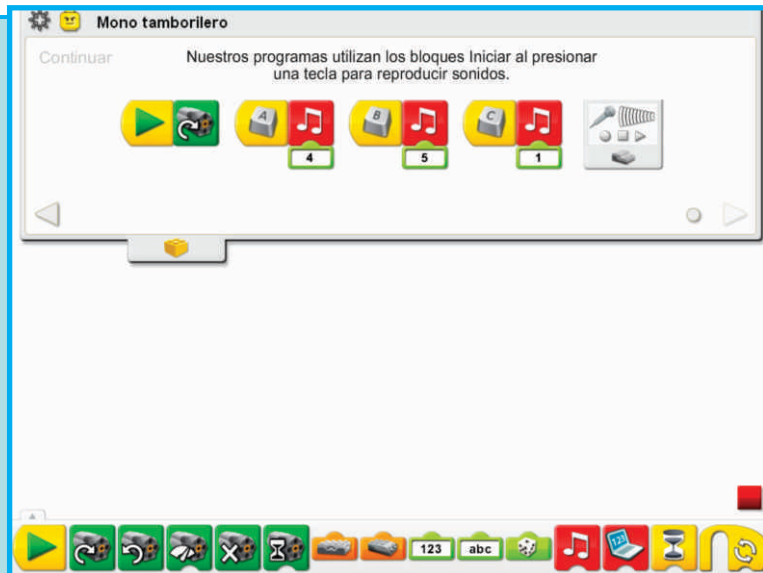 Mono tamborilero
Continuar
Nuestros programas utilizan los bloques Iniciar al presionar
una tecla para reproducir sonidos.
A
B
C
4
5
1
123
abc
123